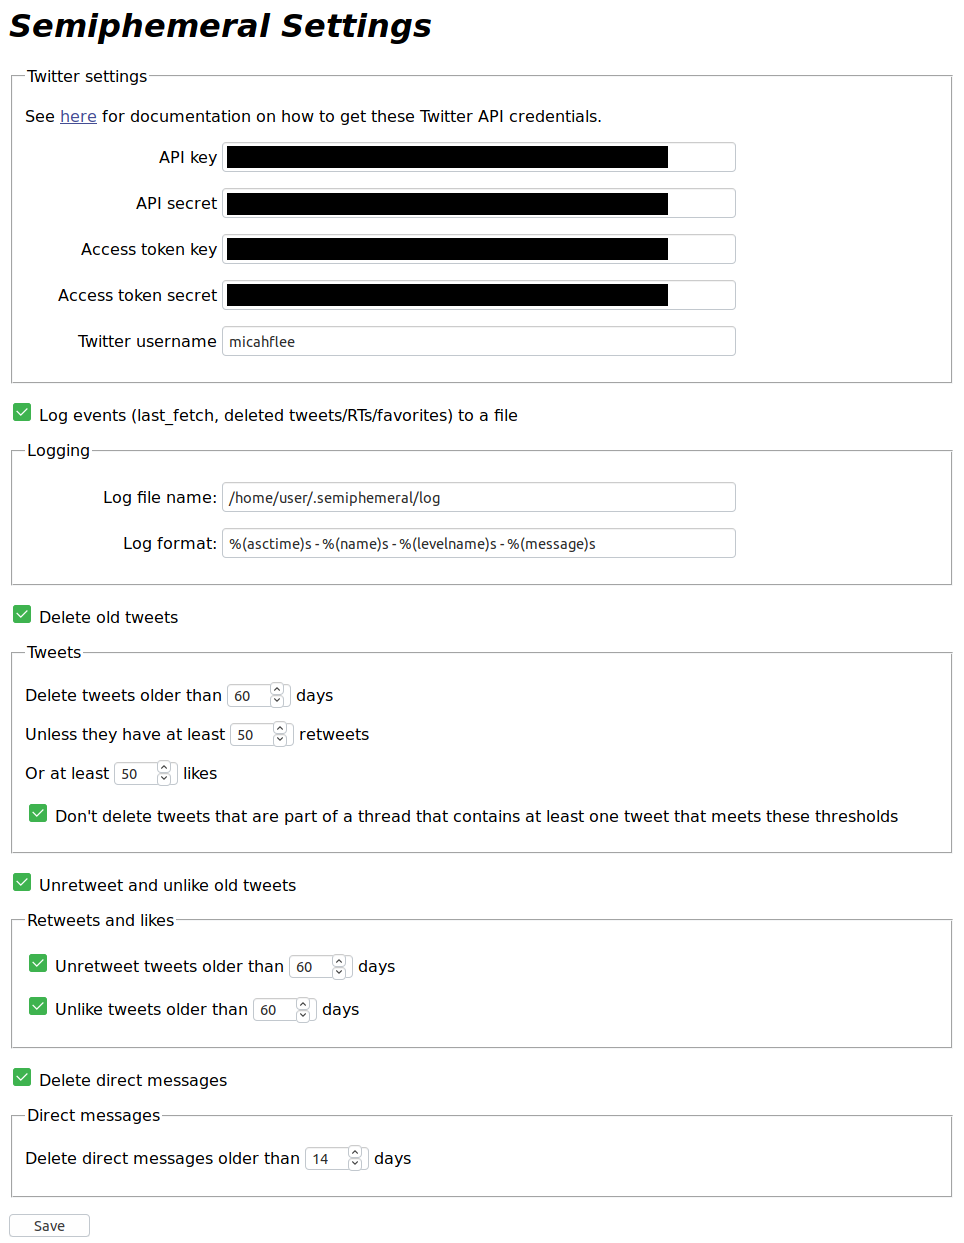 Semiphemeral Settings
Twitter settings
See here for documentation on how to get these Twitter API credentials.
API key
API secret
Access token key
Access token secret
Twitter username micahflee
Log events (last_fetch, deleted tweets/RTs/favorites) to a file
Logging
Log file name: /home/user/.semiphemeral/log
Log format: %(asctime)s - %(name)s - %(levelname)s - %(message)s
Delete old tweets
Tweets
Delete tweets older than 60 days
Unless they have at least 50 retweets
Or at least 50 likes
Don't delete tweets that are part of a thread that contains at least one tweet that meets these thresholds
Unretweet and unlike old tweets
Retweets and likes
Unretweet tweets older than 60 days
Unlike tweets older than 60 days
Delete direct messages
Direct messages
Delete direct messages older than 14 days
Save